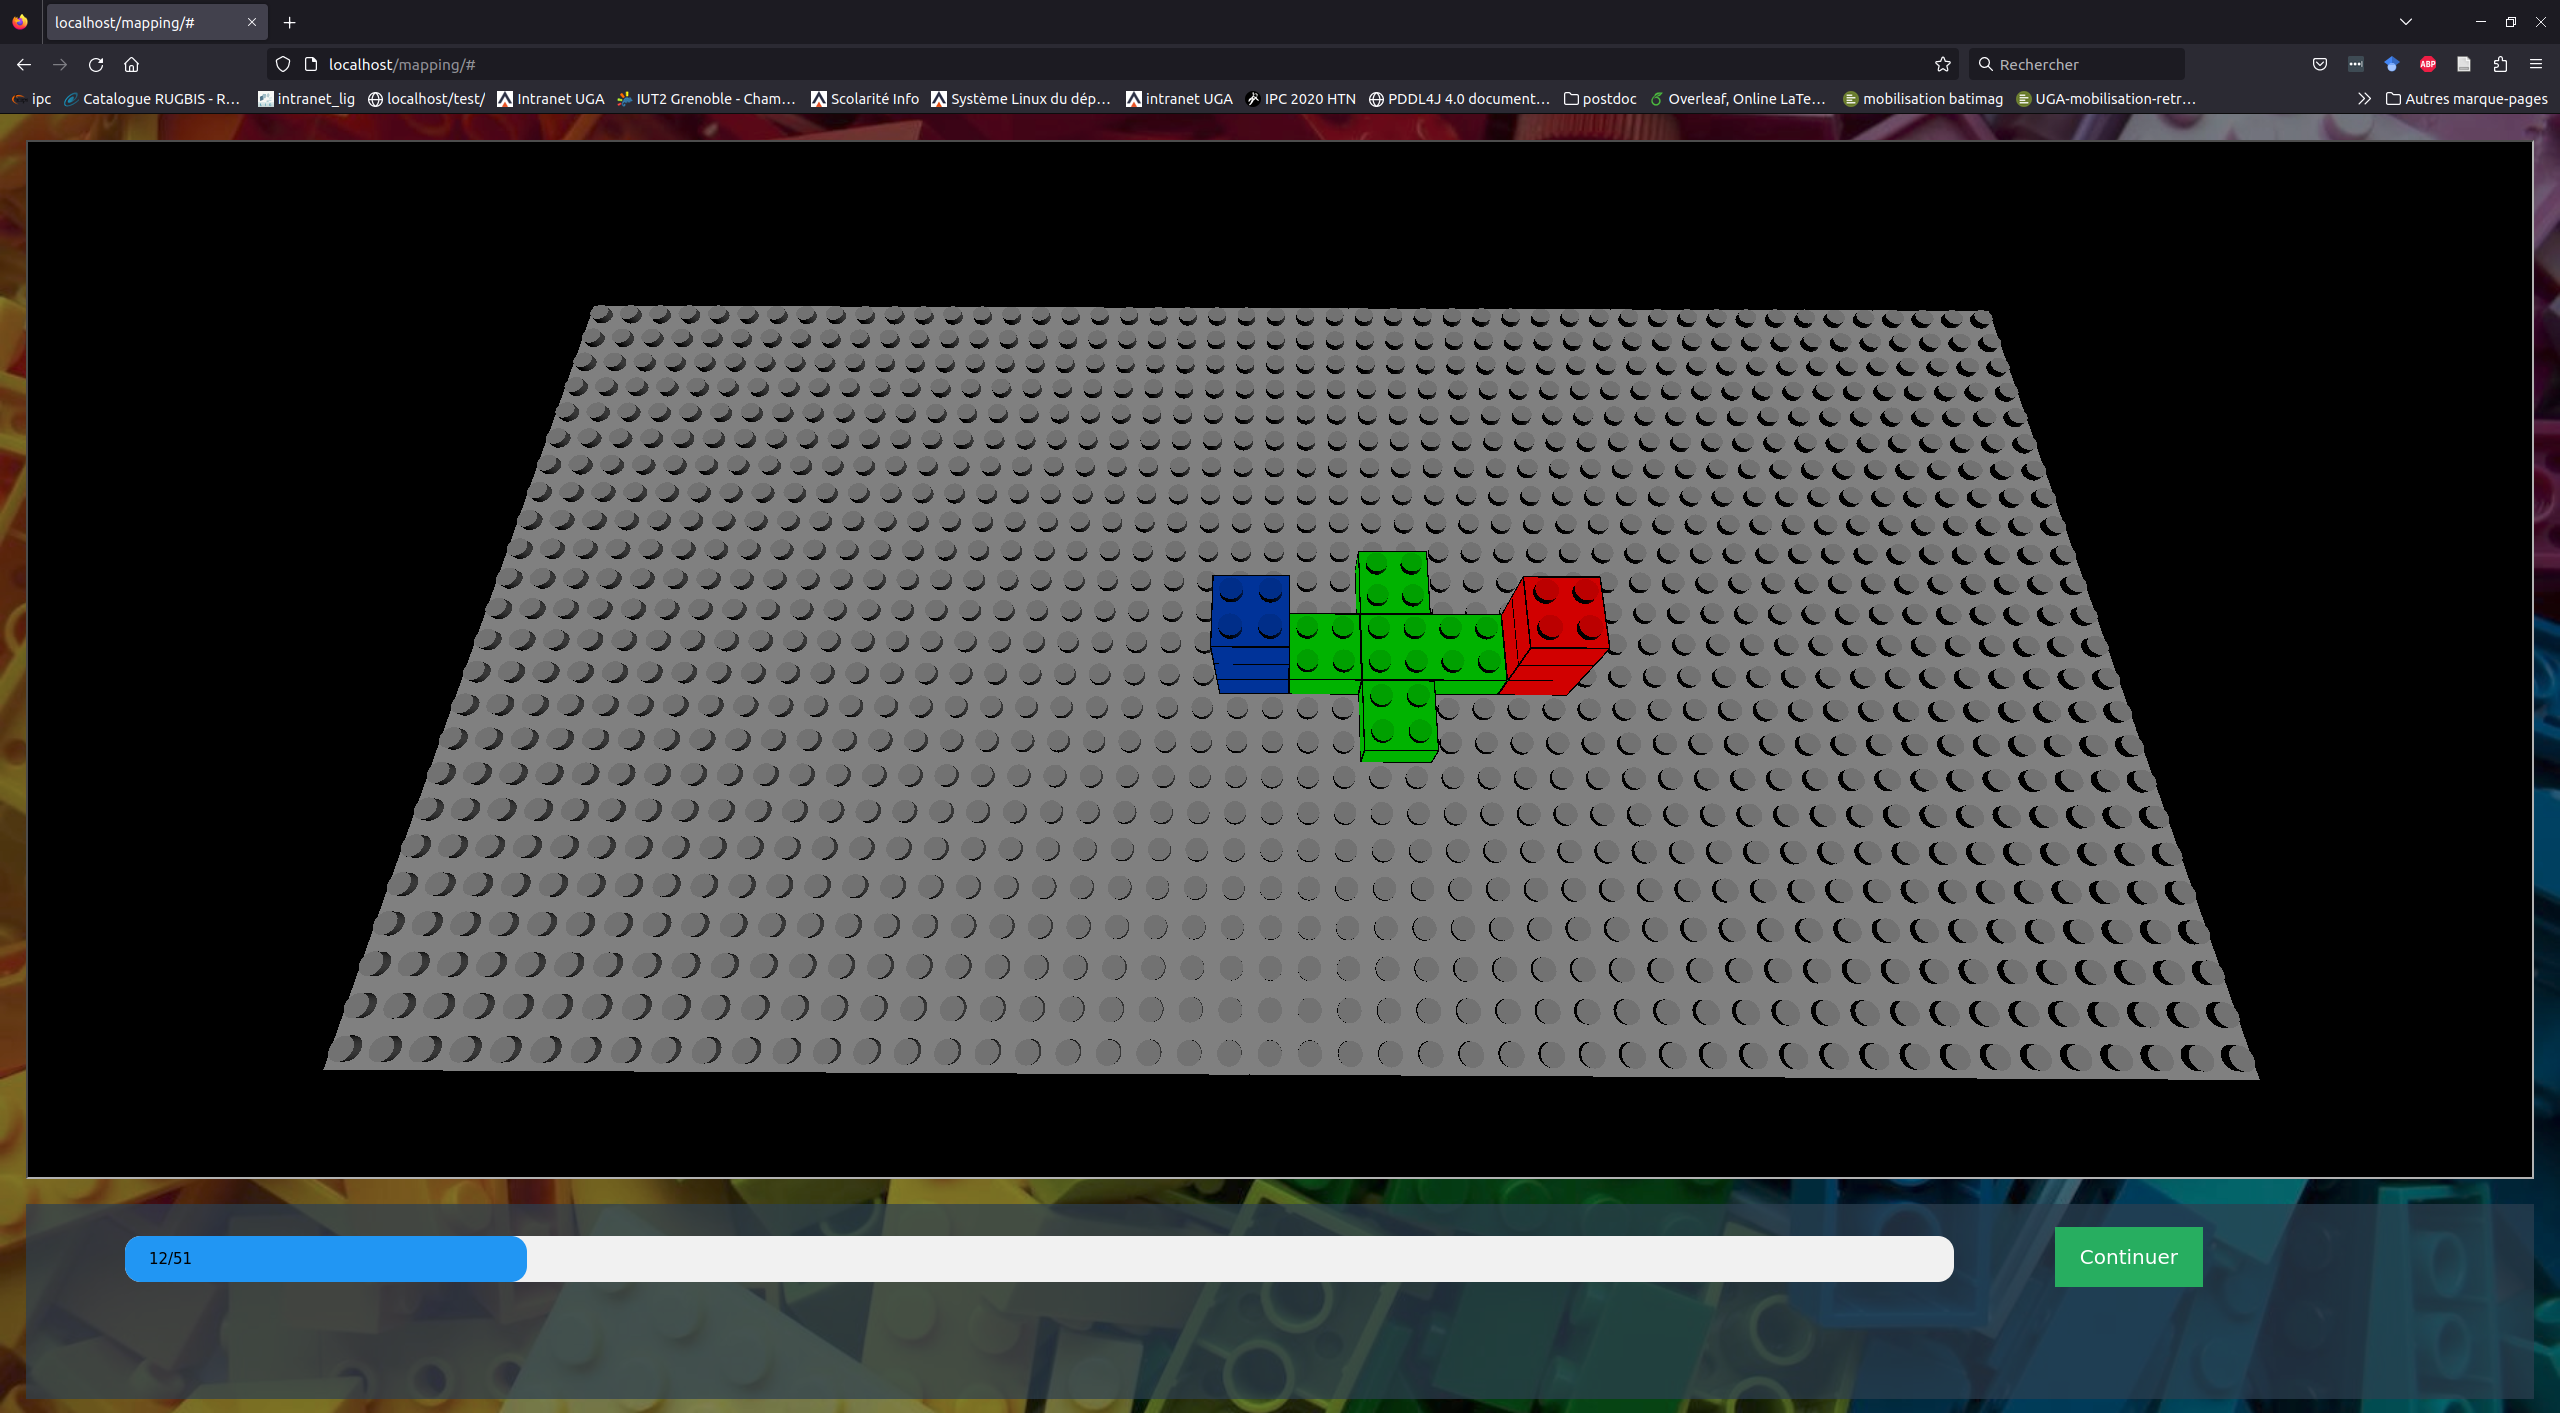 localhost/mapping/#
localhost/mapping/#
Rechercher
ABP
ipc
Catalogue RUGBIS - R…
intranet_lig
localhost/test/
Intranet UGA
IUT2 Grenoble - Cham…
Scolarité Info
Système Linux du dép…
intranet UGA
IPC 2020 HTN
PDDL4J 4.0 document…
postdoc
Overleaf, Online LaTe…
mobilisation batimag
UGA-mobilisation-retr…
Autres marque-pages
12/51
Continuer